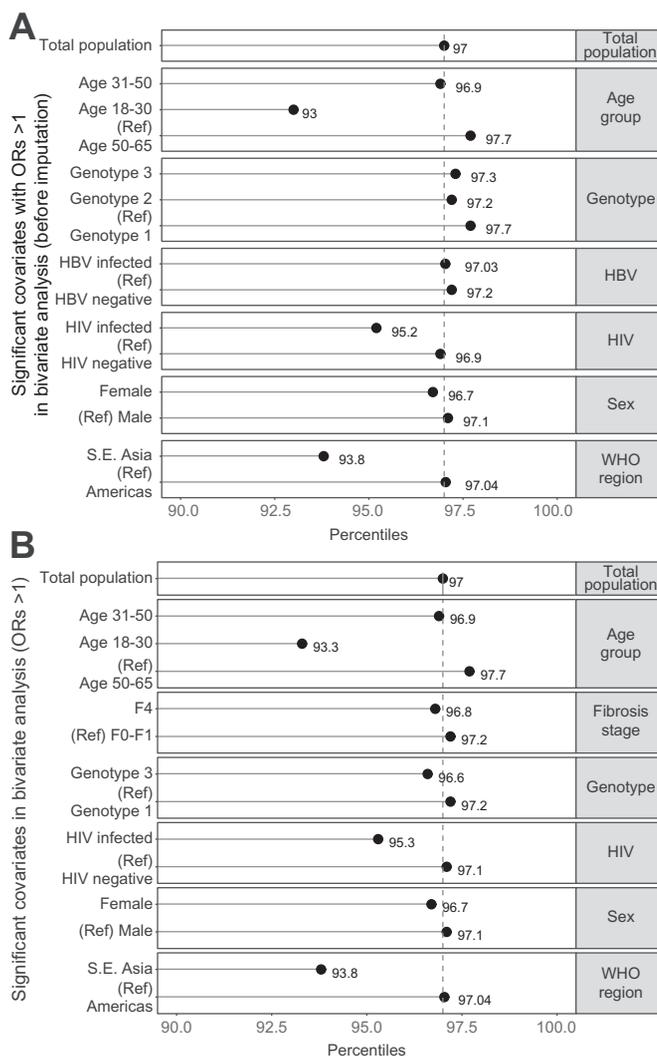 A
Significant covariates with ORs >1
in bivariate analysis (before imputation)
Total population
97
Total
population
Age 31-50
96.9
Age 18-30
93
(Ref)
Age 50-65
97.7
Age
group
Genotype 3
97.3
Genotype 2
97.2
(Ref)
Genotype 1
97.7
Genotype
HBV infected
97.03
(Ref)
HBV negative
97.2
HBV
HIV infected
95.2
(Ref)
HIV negative
96.9
HIV
Female
96.7
(Ref) Male
97.1
Sex
S.E. Asia
93.8
(Ref)
Americas
97.04
WHO
region
90.0 92.5 95.0 97.5 100.0
Percentiles
B
Significant covariates in bivariate analysis (ORs >1)
Total population
97
Total
population
Age 31-50
96.9
Age 18-30
93.3
(Ref)
Age 50-65
97.7
Age
group
F4
96.8
(Ref) F0-F1
97.2
Fibrosis
stage
Genotype 3
96.6
(Ref)
Genotype 1
97.2
Genotype
HIV infected
95.3
(Ref)
HIV negative
97.1
HIV
Female
96.7
(Ref) Male
97.1
Sex
S.E. Asia
93.8
(Ref)
Americas
97.04
WHO
region
90.0 92.5 95.0 97.5 100.0
Percentiles